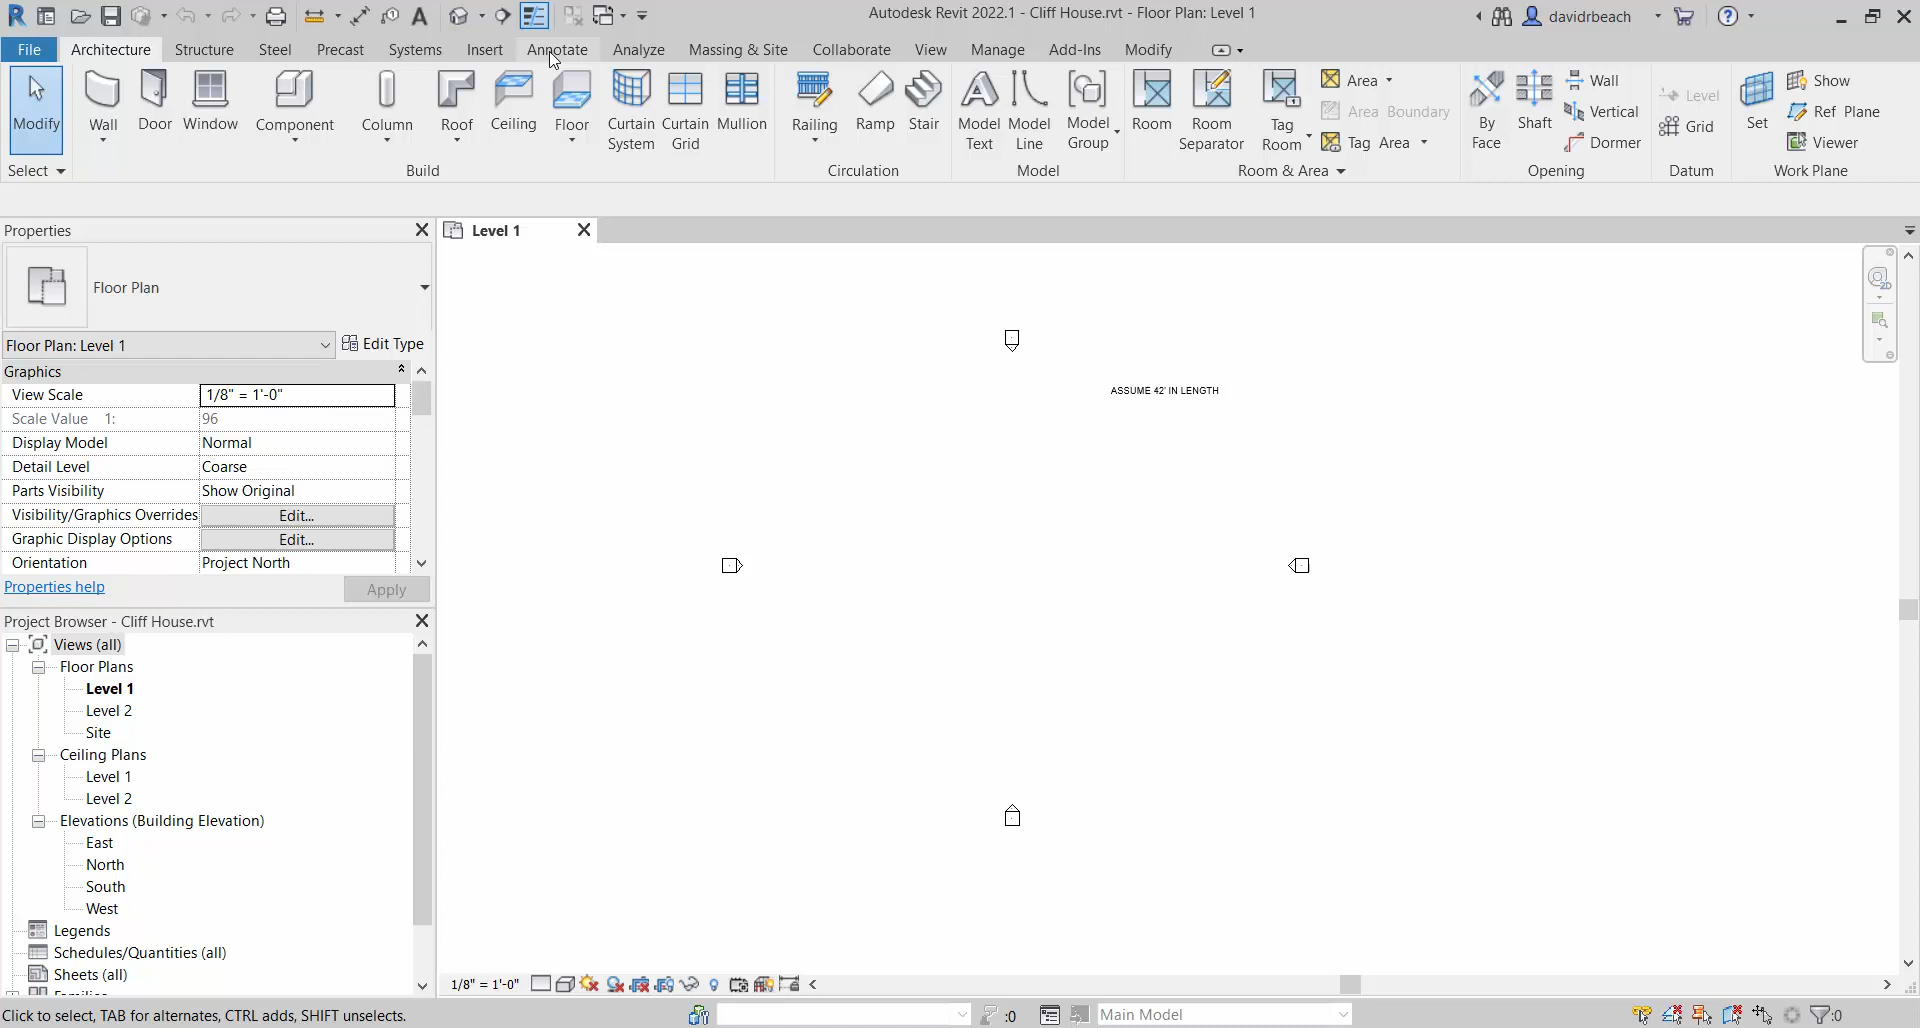 Autodesk Revit 2022.1 - Cliff House.rvt - Floor Plan: Level 1
davidrbeach
File Architecture Structure Steel Precast Systems Insert Annotate Analyze Massing & Site Collaborate View Manage Add-Ins Modify
Modify
Wall Door Window Component Column Roof Ceiling Floor
Curtain System
Curtain Grid
Mullion
Railing Ramp Stair
Model Text
Model Line
Model Group
Room
Room Separator
Tag Room
Area
Area Boundary
Tag Area
By Face
Shaft
Wall
Vertical
Dormer
Level
Grid
Set
Show
Ref Plane
Viewer
Select Build Circulation Model Room & Area Opening Datum Work Plane
Properties
Level 1
Floor Plan
Floor Plan: Level 1
Edit Type
Graphics
View Scale 1/8" = 1'-0"
Scale Value 1: 96
Display Model Normal
Detail Level Coarse
Parts Visibility Show Original
Visibility/Graphics Overrides Edit...
Graphic Display Options Edit...
Orientation Project North
Properties help
Apply
Project Browser - Cliff House.rvt
Views (all)
Floor Plans
Level 1
Level 2
Site
Ceiling Plans
Level 1
Level 2
Elevations (Building Elevation)
East
North
South
West
Legends
Schedules/Quantities (all)
Sheets (all)
ASSUME 42' IN LENGTH
2D
1/8" = 1'-0"
Click to select, TAB for alternates, CTRL adds, SHIFT unselects.
:0
Main Model
:0